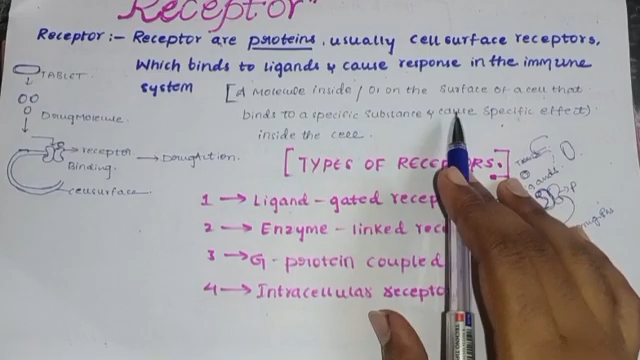 Receptor"
Receptor :- Receptor are proteins, usually cell surface receptors,
Which binds to ligands & cause response in the immune
system
[A Molecule inside / or on the surface of a cell that
binds to a specific substance & cause specific effect)
inside the cell.
TABLET
Drug Molecule.
receptor
Binding.
Drug Action.
cell surface
[TYPES OF RECEPTORS.]
1 → Ligand - gated recep
2 → Enzyme - linked rec
3 → G - protein coupled
4 → Intracellular recepto